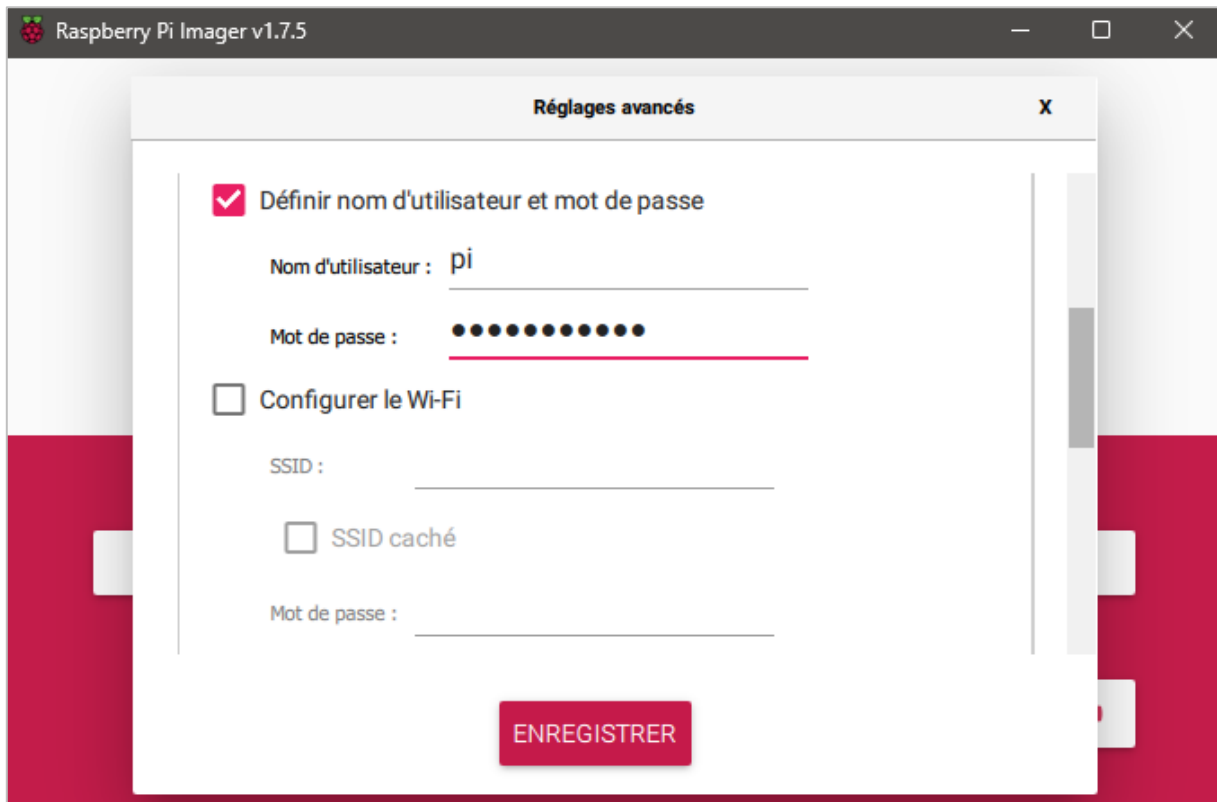 Raspberry Pi Imager v1.7.5
Réglages avancés
X
Définir nom d'utilisateur et mot de passe
Nom d'utilisateur : pi
Mot de passe : •••••••••••
Configurer le Wi-Fi
SSID :
SSID caché
Mot de passe :
ENREGISTRER